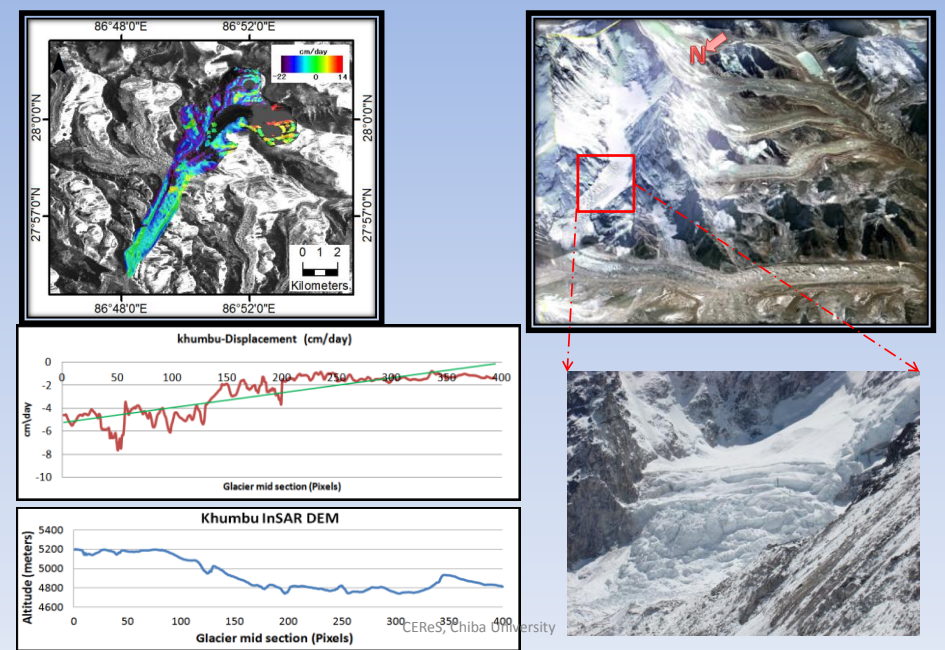 86°48'0"E 86°52'0"E
cm/day
-22 0 14
28°0'0"N 28°0'0"N
27°57'0"N 27°57'0"N
0 1 2
Kilometers
86°48'0"E 86°52'0"E
N
khumbu-Displacement (cm/day)
0
-2
-4
-6
-8
-10
cm\day
0 50 100 150 200 250 300 350 400
Glacier mid section (Pixels)
Khumbu InSAR DEM
5400
5200
5000
4800
4600
Altitude (meters)
0 50 100 150 200 250 300 350 400
Glacier mid section (Pixels)
CEReS, Chiba University